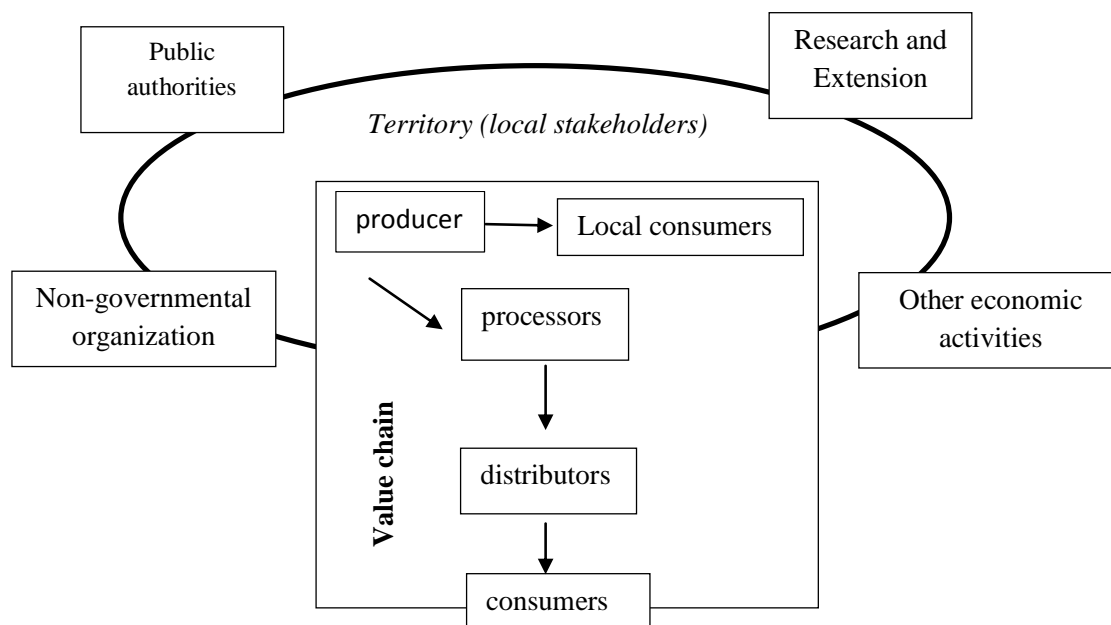 Public
authorities
Research and
Extension
Territory (local stakeholders)
producer
Local consumers
Non-governmental
organization
processors
Other economic
activities
Value chain
distributors
consumers